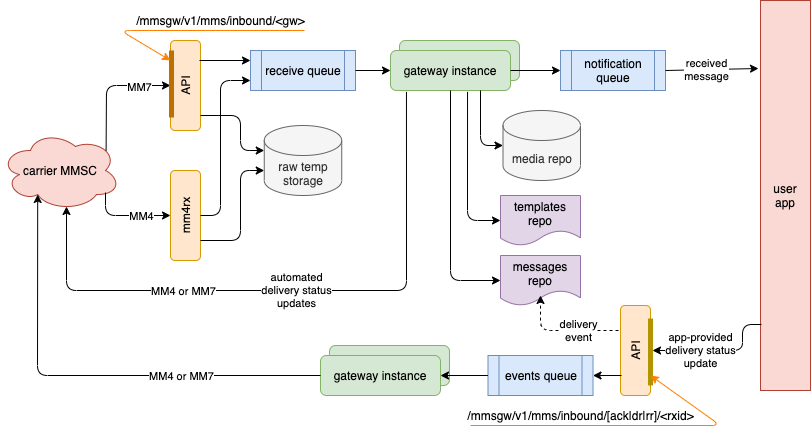 /mmsgw/v1/mms/inbound/<gw>
API
receive queue
gateway instance
notification
queue
received
message
MM7
carrier MMSC
raw temp
storage
media repo
user
app
MM4
mm4rx
templates
repo
messages
repo
automated
MM4 or MM7
delivery status
updates
delivery
event
API
app-provided
delivery status
update
MM4 or MM7
gateway instance
events queue
/mmsgw/v1/mms/inbound/[ack|dr|rr]/<rxid>